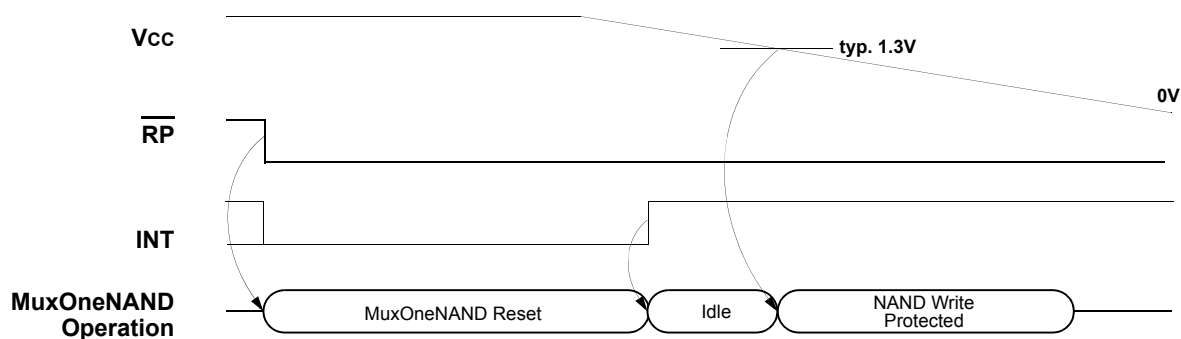 Vcc
typ. 1.3V
0V
RP
INT
MuxOneNAND
Operation
MuxOneNAND Reset
Idle
NAND Write
Protected